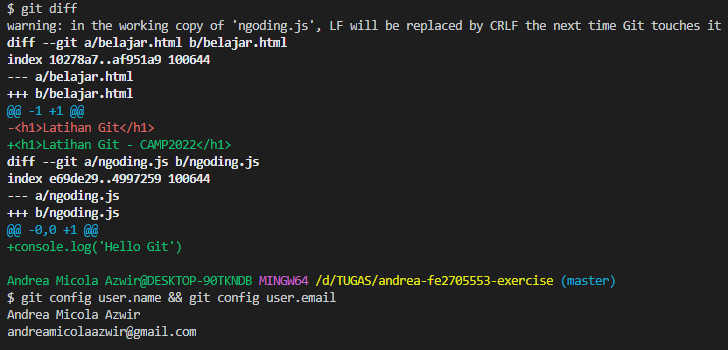 $ git diff
warning: in the working copy of 'ngoding.js', LF will be replaced by CRLF the next time Git touches it
diff --git a/belajar.html b/belajar.html
index 10278a7..af951a9 100644
--- a/belajar.html
+++ b/belajar.html
@@ -1 +1 @@
-<h1>Latihan Git</h1>
+<h1>Latihan Git - CAMP2022</h1>
diff --git a/ngoding.js b/ngoding.js
index e69de29..4997259 100644
--- a/ngoding.js
+++ b/ngoding.js
@@ -0,0 +1 @@
+console.log('Hello Git')
Andrea Micola Azwir@DESKTOP-90TKNDB MINGW64 /d/TUGAS/andrea-fe2705553-exercise (master)
$ git config user.name && git config user.email
Andrea Micola Azwir
andreamicolaazwir@gmail.com